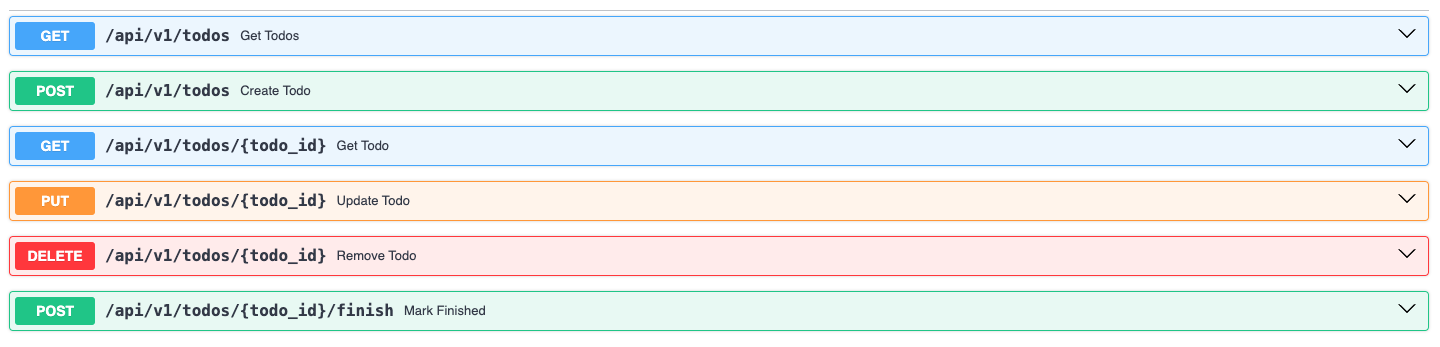 GET /api/v1/todos Get Todos
POST /api/v1/todos Create Todo
GET /api/v1/todos/{todo_id} Get Todo
PUT /api/v1/todos/{todo_id} Update Todo
DELETE /api/v1/todos/{todo_id} Remove Todo
POST /api/v1/todos/{todo_id}/finish Mark Finished